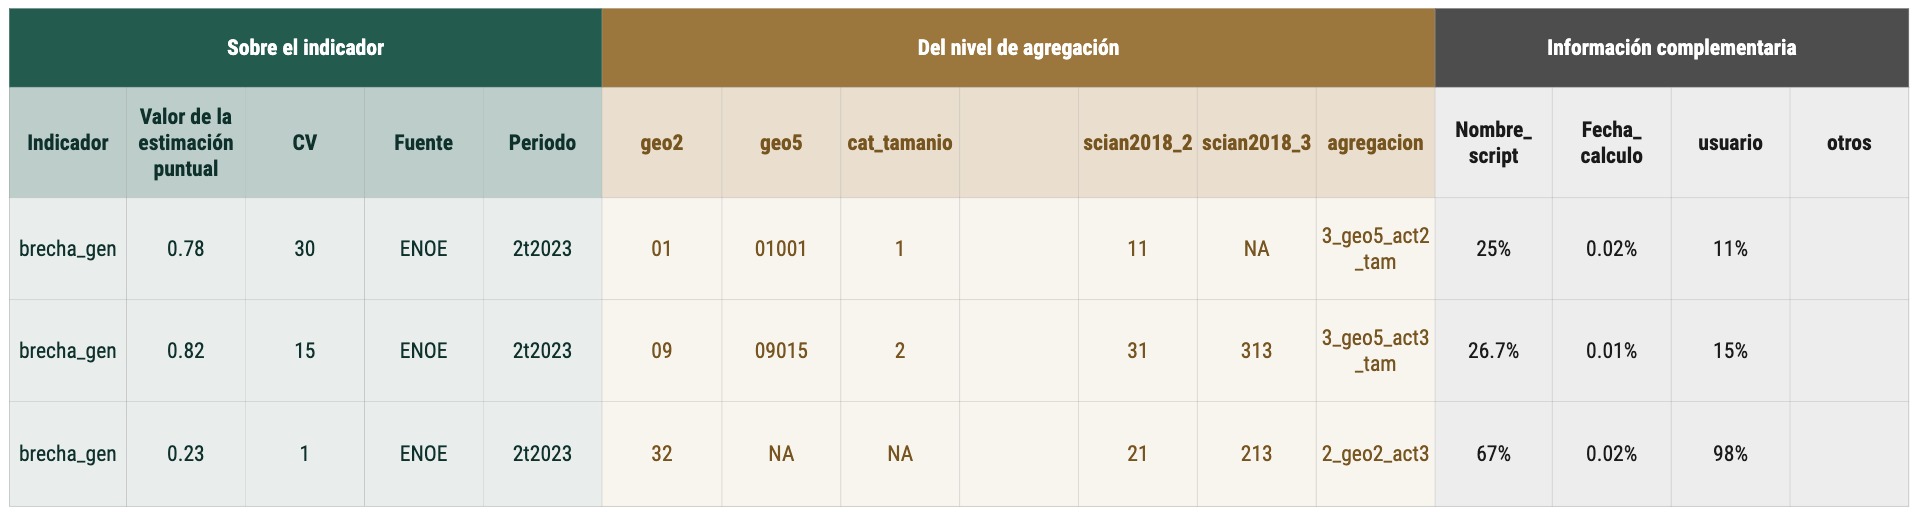 Sobre el indicador
Del nivel de agregación
Información complementaria
Indicador
Valor de la
estimación
puntual
CV
Fuente
Periodo
geo2
geo5
cat_tamanio
scian2018_2
scian2018_3
agregacion
Nombre_
script
Fecha_
calculo
usuario
otros
brecha_gen
0.78
30
ENOE
2t2023
01
01001
1
11
NA
3_geo5_act2
_tam
25%
0.02%
11%
brecha_gen
0.82
15
ENOE
2t2023
09
09015
2
31
313
3_geo5_act3
_tam
26.7%
0.01%
15%
brecha_gen
0.23
1
ENOE
2t2023
32
NA
NA
21
213
2_geo2_act3
67%
0.02%
98%